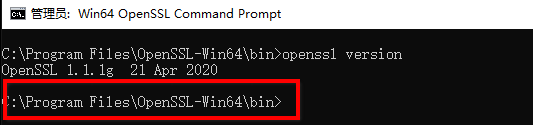 管理员: Win64 OpenSSL Command Prompt
C:\Program Files\OpenSSL-Win64\bin>openssl version
OpenSSL 1.1.1g  21 Apr 2020
C:\Program Files\OpenSSL-Win64\bin>